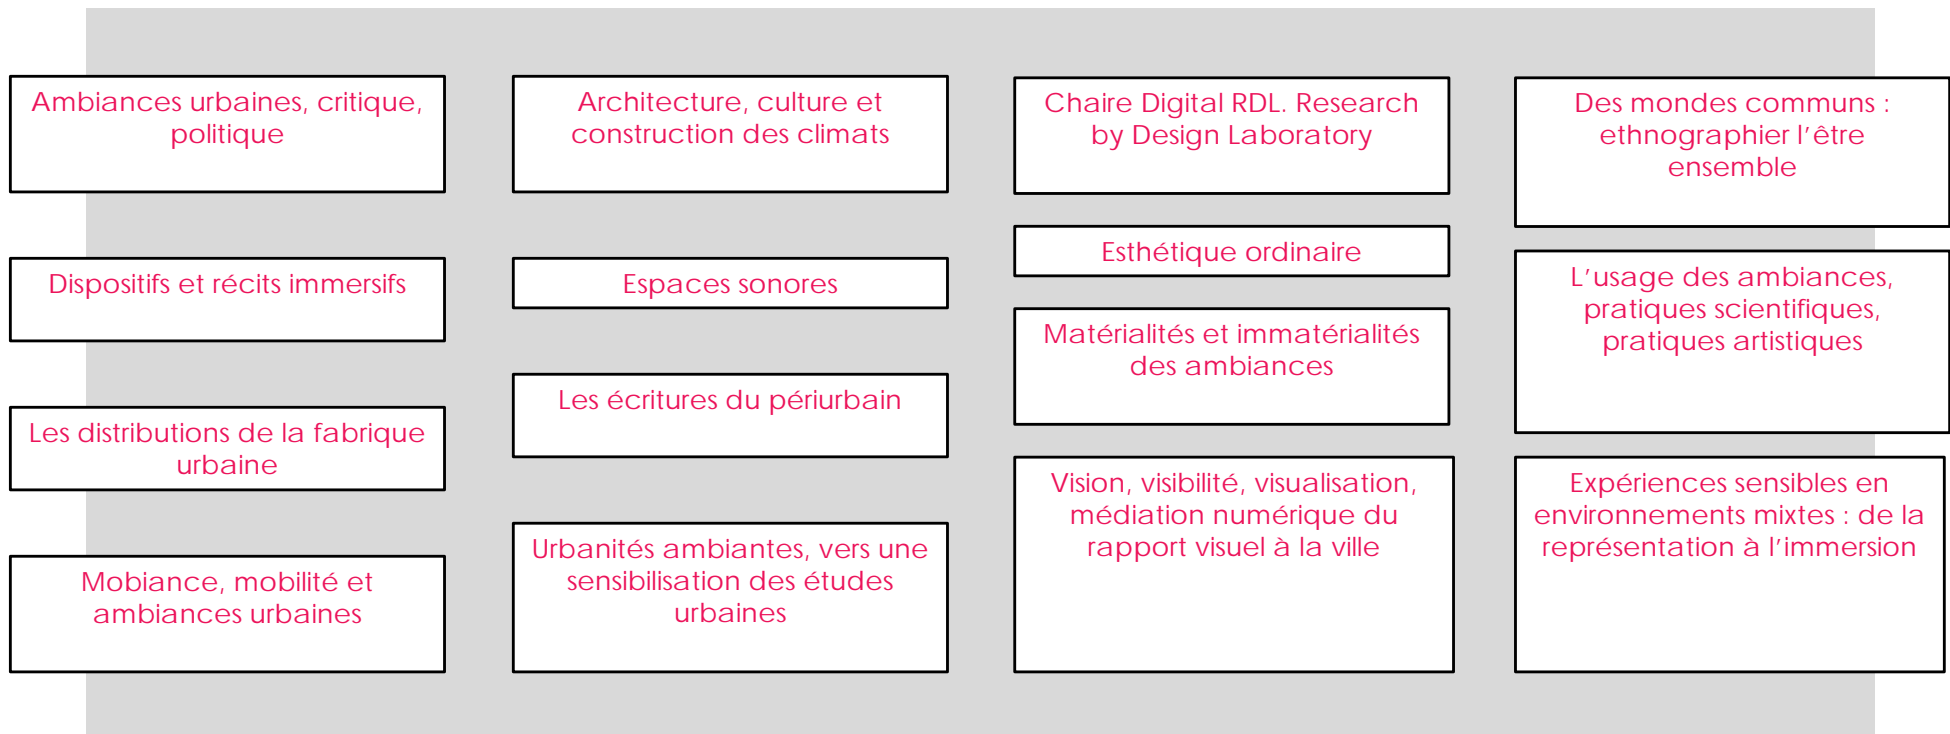 Ambiances urbaines, critique,
politique
Dispositifs et récits immersifs
Les distributions de la fabrique
urbaine
Mobiance, mobilité et
ambiances urbaines
Architecture, culture et
construction des climats
Espaces sonores
Les écritures du périurbain
Urbanités ambiantes, vers une
sensibilisation des études
urbaines
Chaire Digital RDL. Research
by Design Laboratory
Esthétique ordinaire
Matérialités et immatérialités
des ambiances
Vision, visibilité, visualisation,
médiation numérique du
rapport visuel à la ville
Des mondes communs :
ethnographier l’être
ensemble
L’usage des ambiances,
pratiques scientifiques,
pratiques artistiques
Expériences sensibles en
environnements mixtes : de la
représentation à l’immersion